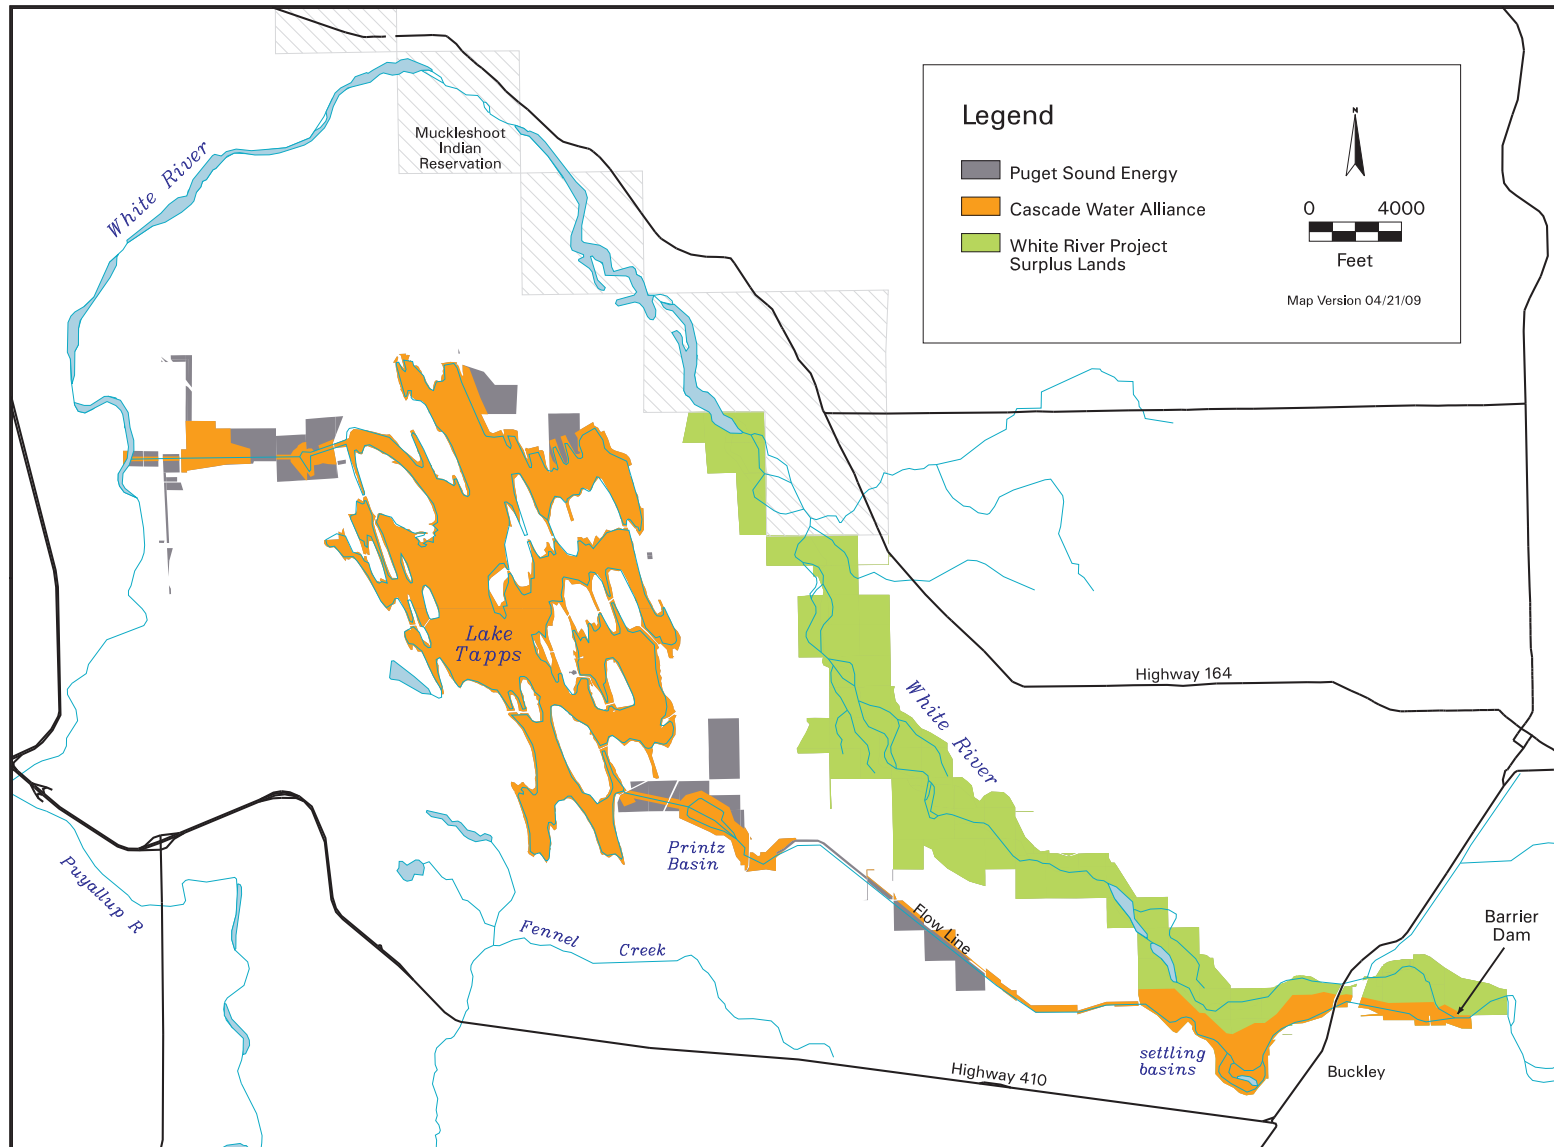 Legend
N
Puget Sound Energy
Cascade Water Alliance
White River Project
Surplus Lands
0 4000
Feet
Map Version 04/21/09
Muckleshoot
Indian
Reservation
White River
Lake
Tapps
Highway 164
White River
Printz
Basin
Puyallup R
Fennel Creek
Flow Line
Barrier
Dam
settling
basins
Buckley
Highway 410